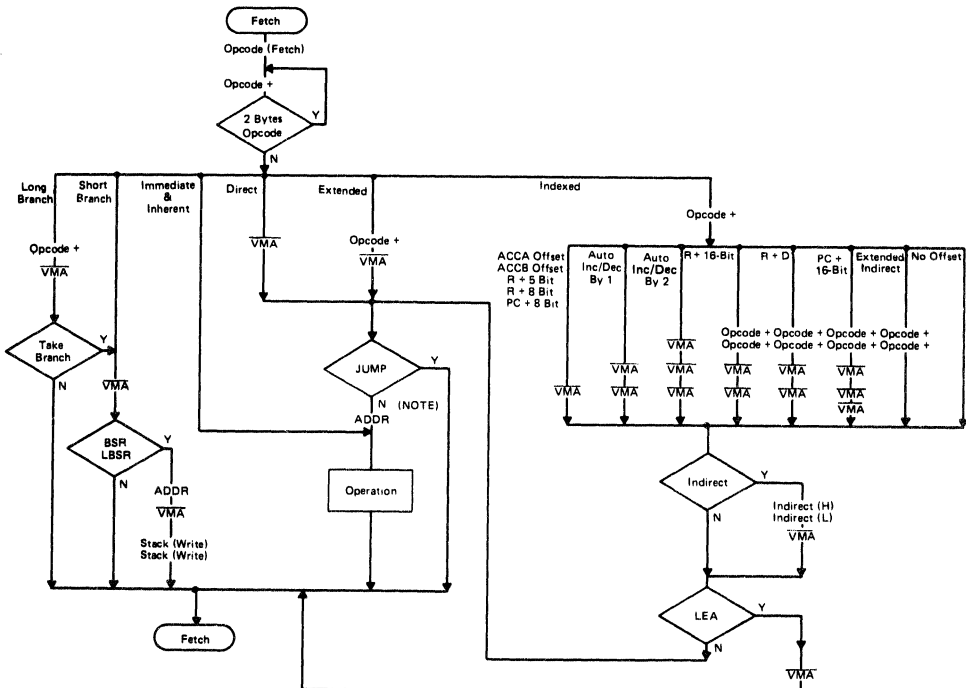 Fetch
Opcode (Fetch)
Opcode +
2 Bytes
Opcode
Y
N
Long
Branch
Short
Branch
Immediate
&
Inherent
Direct
Extended
Indexed
Opcode +
VMA
VMA
Opcode +
VMA
Opcode +
ACCA Offset
ACCB Offset
R + 5 Bit
R + 8 Bit
PC + 8 Bit
Auto
Inc/Dec
By 1
Auto
Inc/Dec
By 2
R + 16-Bit
R + D
PC +
16-Bit
Extended
Indirect
No Offset
Opcode + Opcode + Opcode + Opcode +
Opcode + Opcode + Opcode + Opcode +
VMA
VMA VMA VMA VMA VMA
VMA VMA VMA VMA VMA VMA
VMA
Take
Branch
Y
N
VMA
BSR
LBSR
Y
N
ADDR
VMA
Stack (Write)
Stack (Write)
JUMP
Y
N
(NOTE)
ADDR
Operation
Indirect
Y
N
Indirect (H)
Indirect (L)
VMA
LEA
Y
N
VMA
Fetch